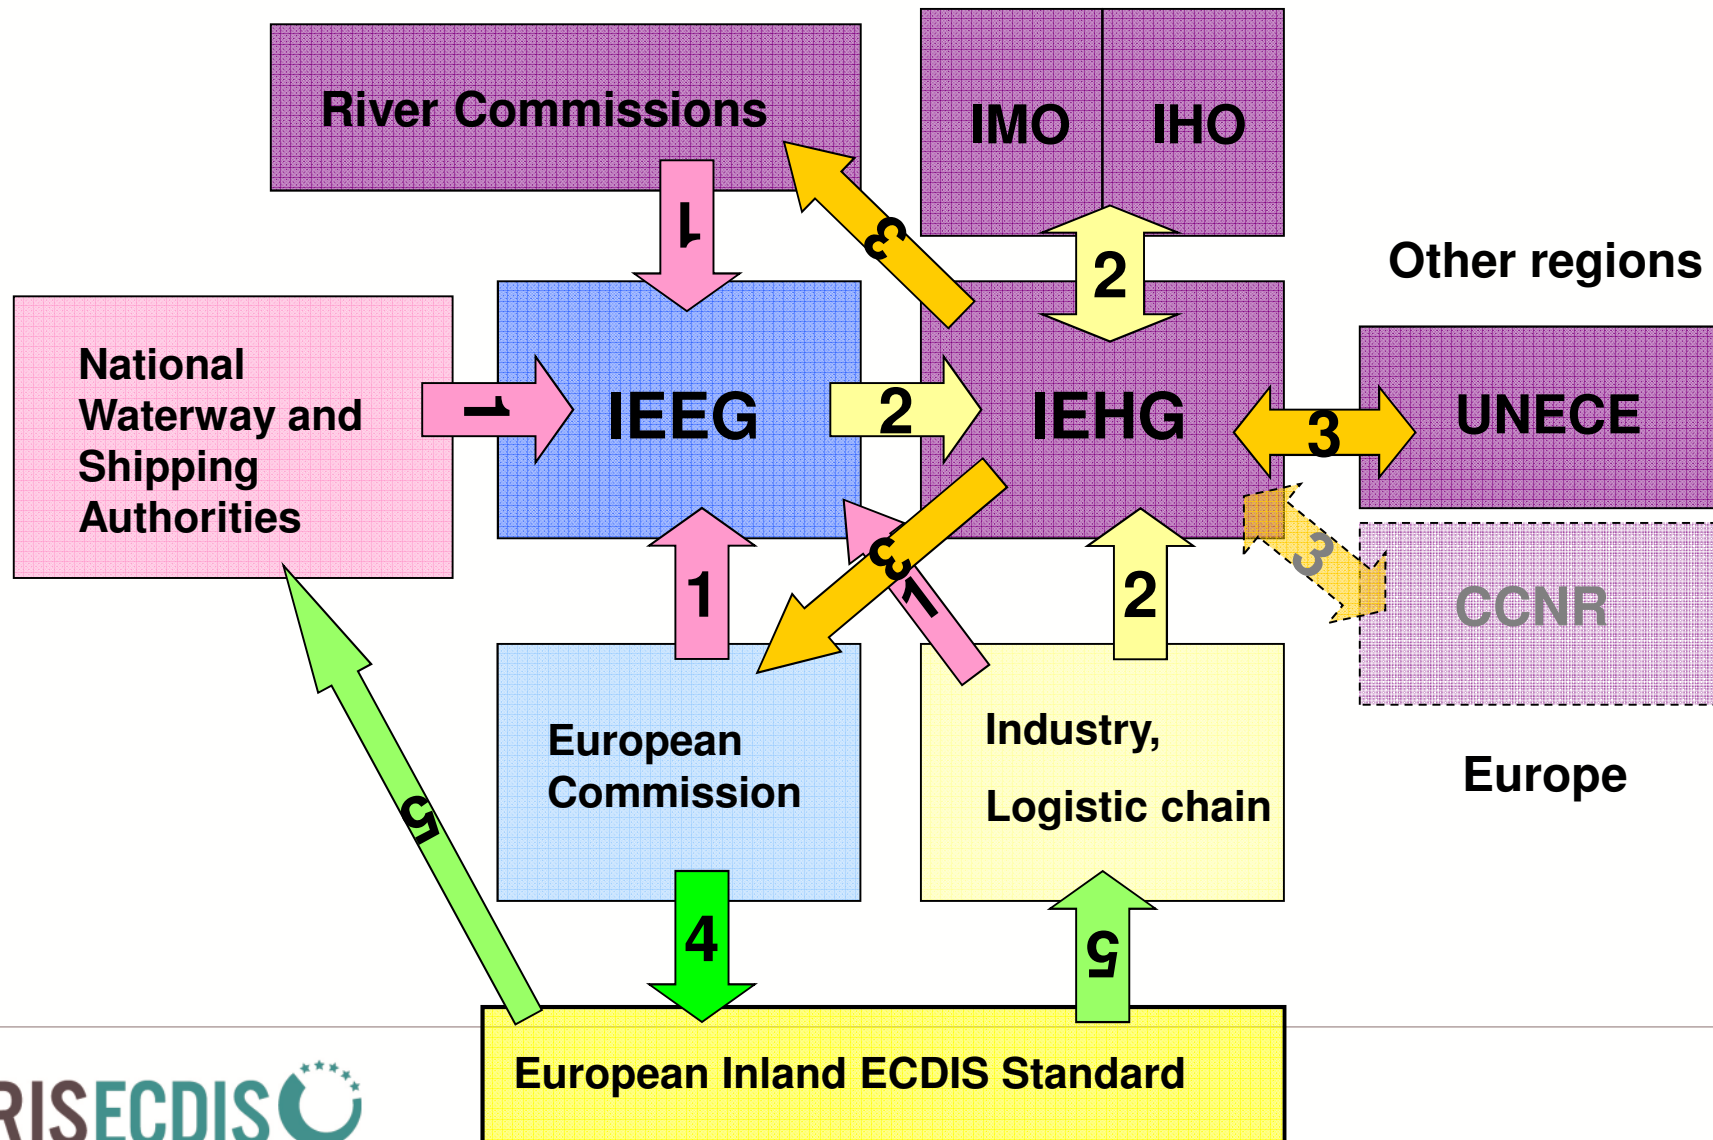 River Commissions
IMO
IHO
1
3
2
Other regions
National
Waterway and
Shipping
Authorities
1
IEEG
2
IEHG
3
UNECE
3
1
3
1
2
CCNR
European
Commission
Industry,
Logistic chain
Europe
5
4
5
European Inland ECDIS Standard
RISECDIS